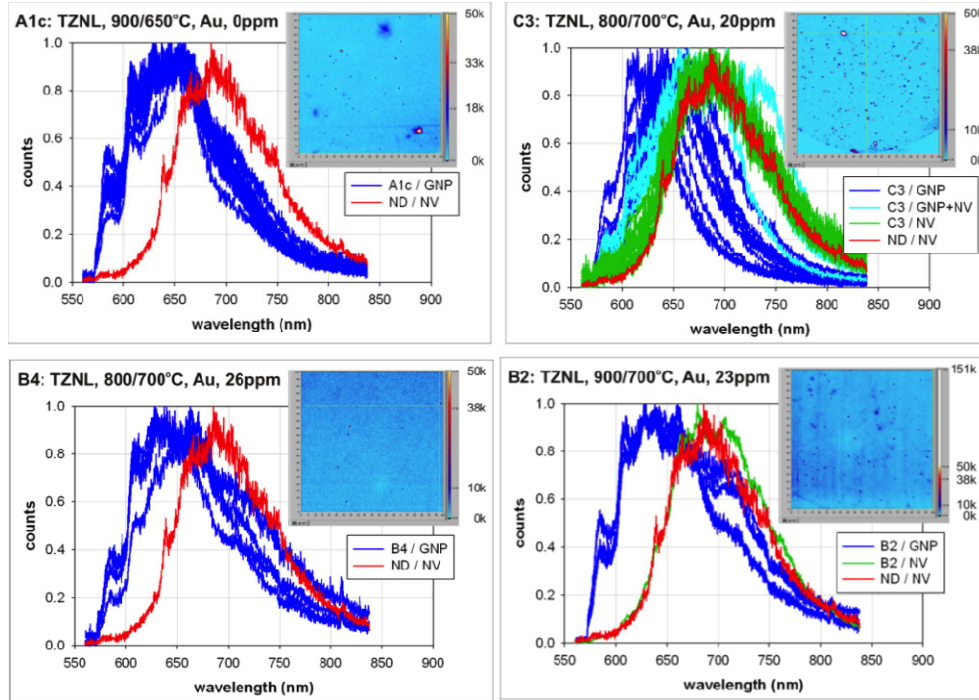 A1c: TZNL, 900/650°C, Au, 0ppm
50k
33k
18k
0k
1.0
0.8
0.6
0.4
0.2
0.0
counts
A1c / GNP
ND / NV
550 600 650 700 750 800 850 900
wavelength (nm)
C3: TZNL, 800/700°C, Au, 20ppm
50k
38k
10k
0k
1.0
0.8
0.6
0.4
0.2
0.0
counts
C3 / GNP
C3 / GNP+NV
C3 / NV
ND / NV
550 600 650 700 750 800 850 900
wavelength (nm)
B4: TZNL, 800/700°C, Au, 26ppm
50k
38k
10k
0k
1.0
0.8
0.6
0.4
0.2
0.0
counts
B4 / GNP
ND / NV
550 600 650 700 750 800 850 900
wavelength (nm)
B2: TZNL, 900/700°C, Au, 23ppm
151k
50k
38k
10k
0k
1.0
0.8
0.6
0.4
0.2
0.0
counts
B2 / GNP
B2 / NV
ND / NV
550 600 650 700 750 800 850 900
wavelength (nm)